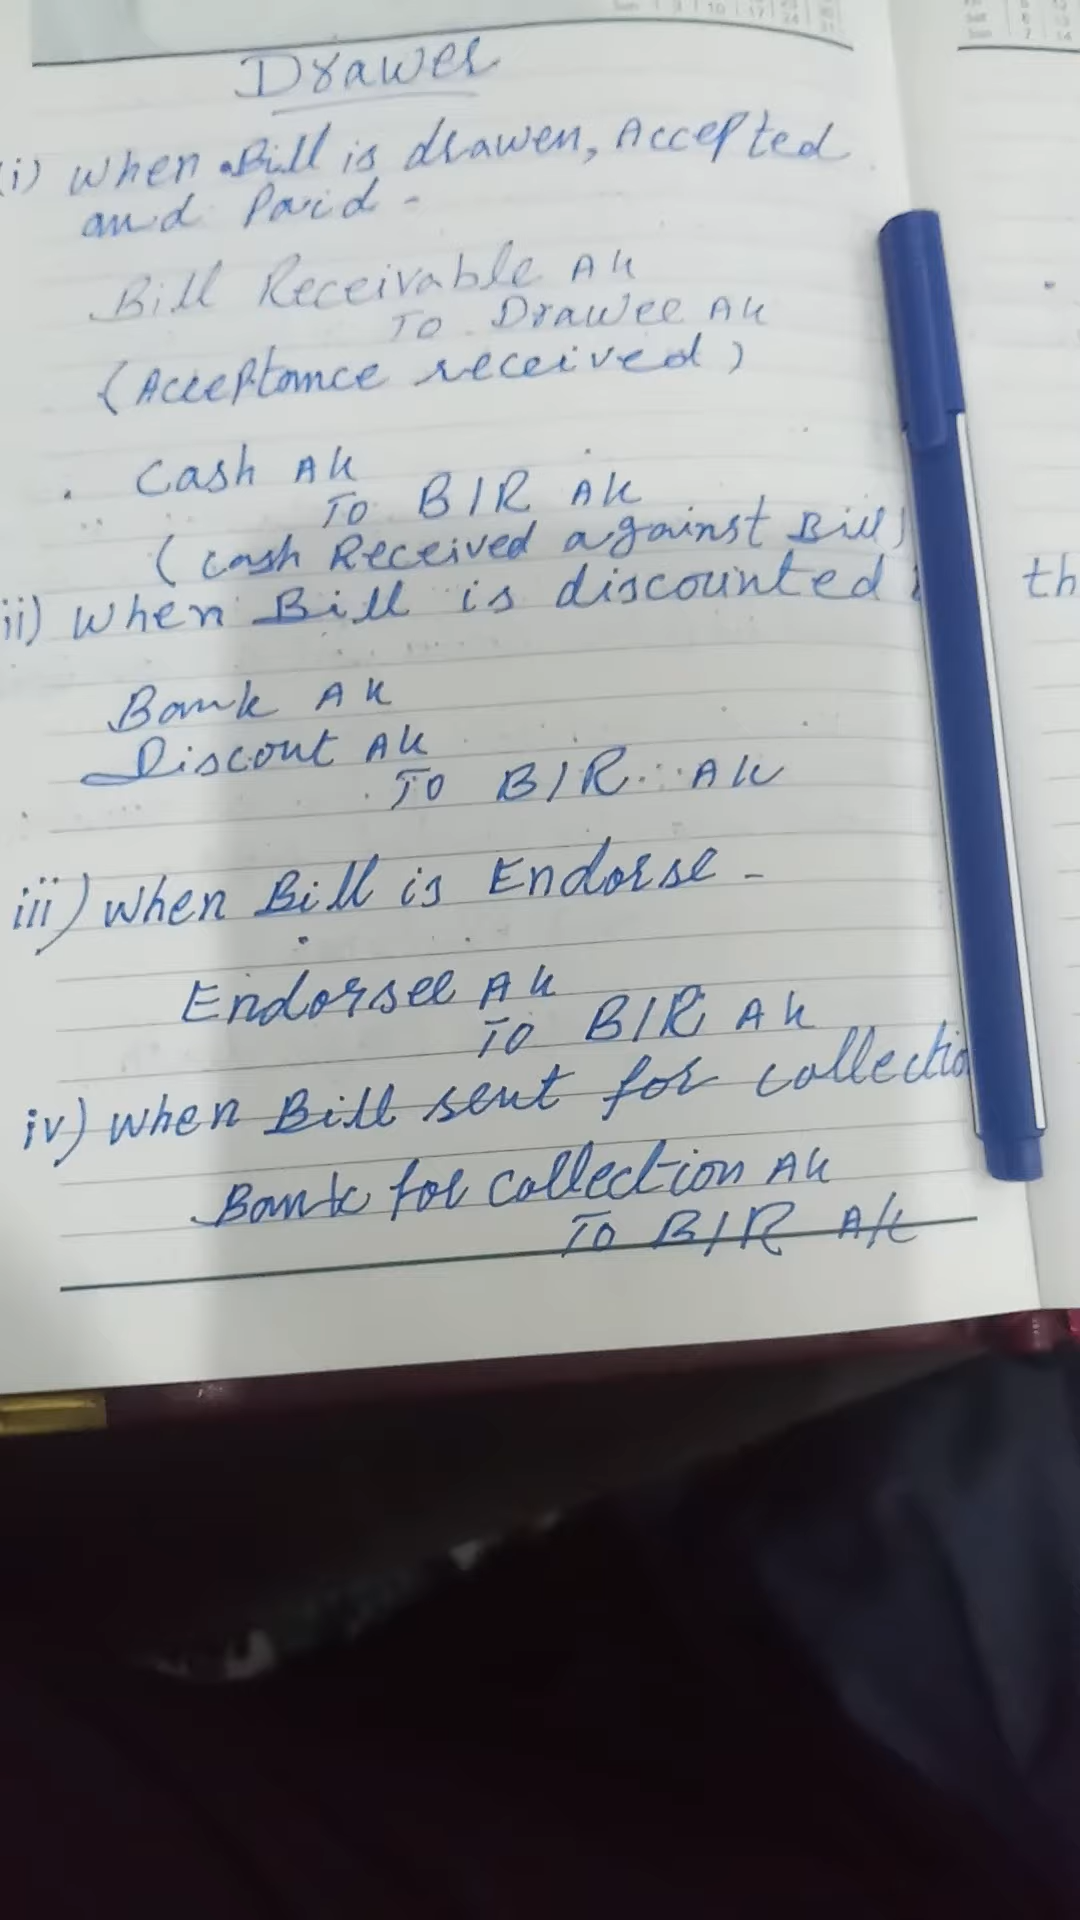 Drawer
(i) When Bill is drawen, Accepted
and Paid -
Bill Receivable A/c
To Drawee A/c
(Acceptance received)
Cash A/c
To B/R A/c
(Cash Received against Bill)
ii) When Bill is discounted
th
Bank A/c
Discout A/c
To B/R A/c
iii) When Bill is Endorse -
Endorsee A/c
To B/R A/c
iv) When Bill sent for collectio
Bank for collection A/c
To B/R A/c